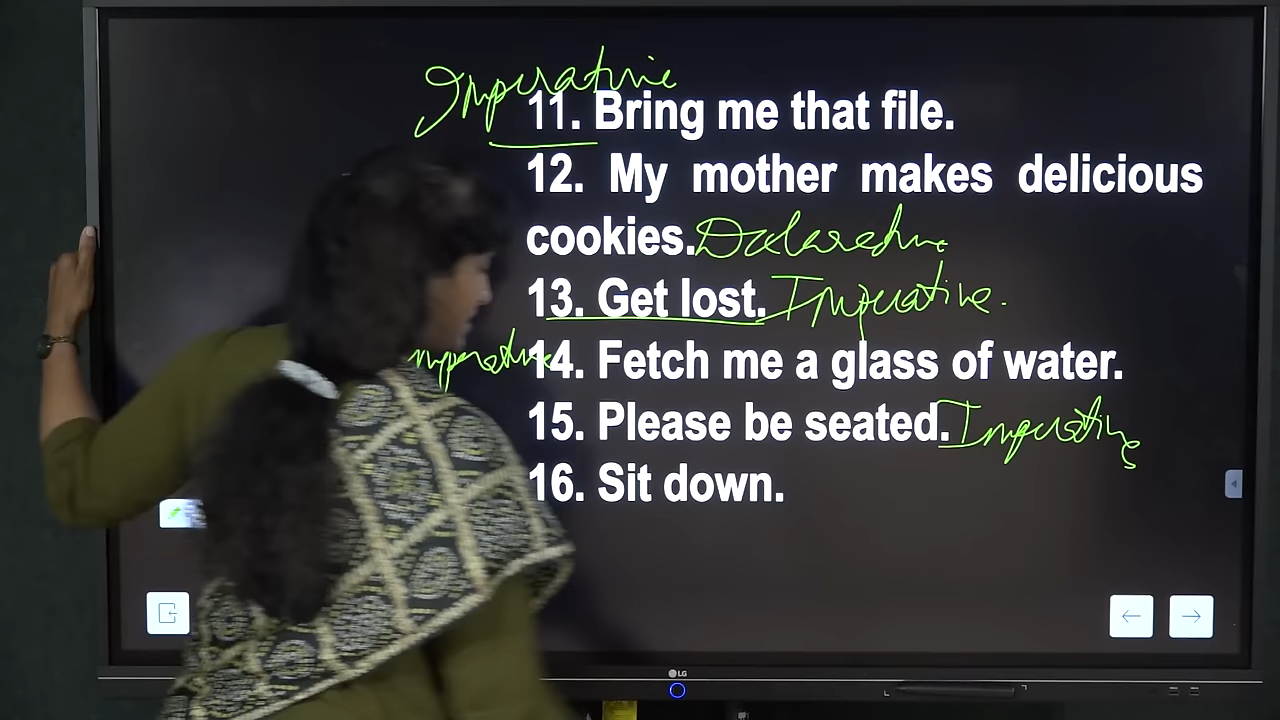 Imperative
11. Bring me that file.
12. My mother makes delicious
cookies. Declarative
13. Get lost. Imperative.
Imperative 14. Fetch me a glass of water.
15. Please be seated. Imperative
16. Sit down.
LG